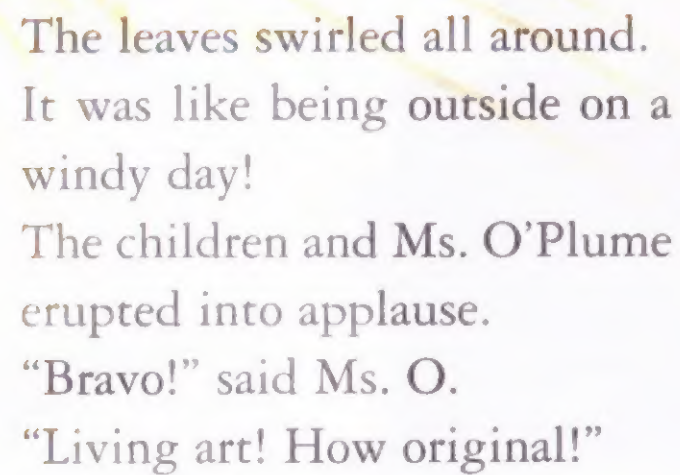 The leaves swirled all around.
It was like being outside on a
windy day!
The children and Ms. O'Plume
erupted into applause.
“Bravo!” said Ms. O.
“Living art! How original!”